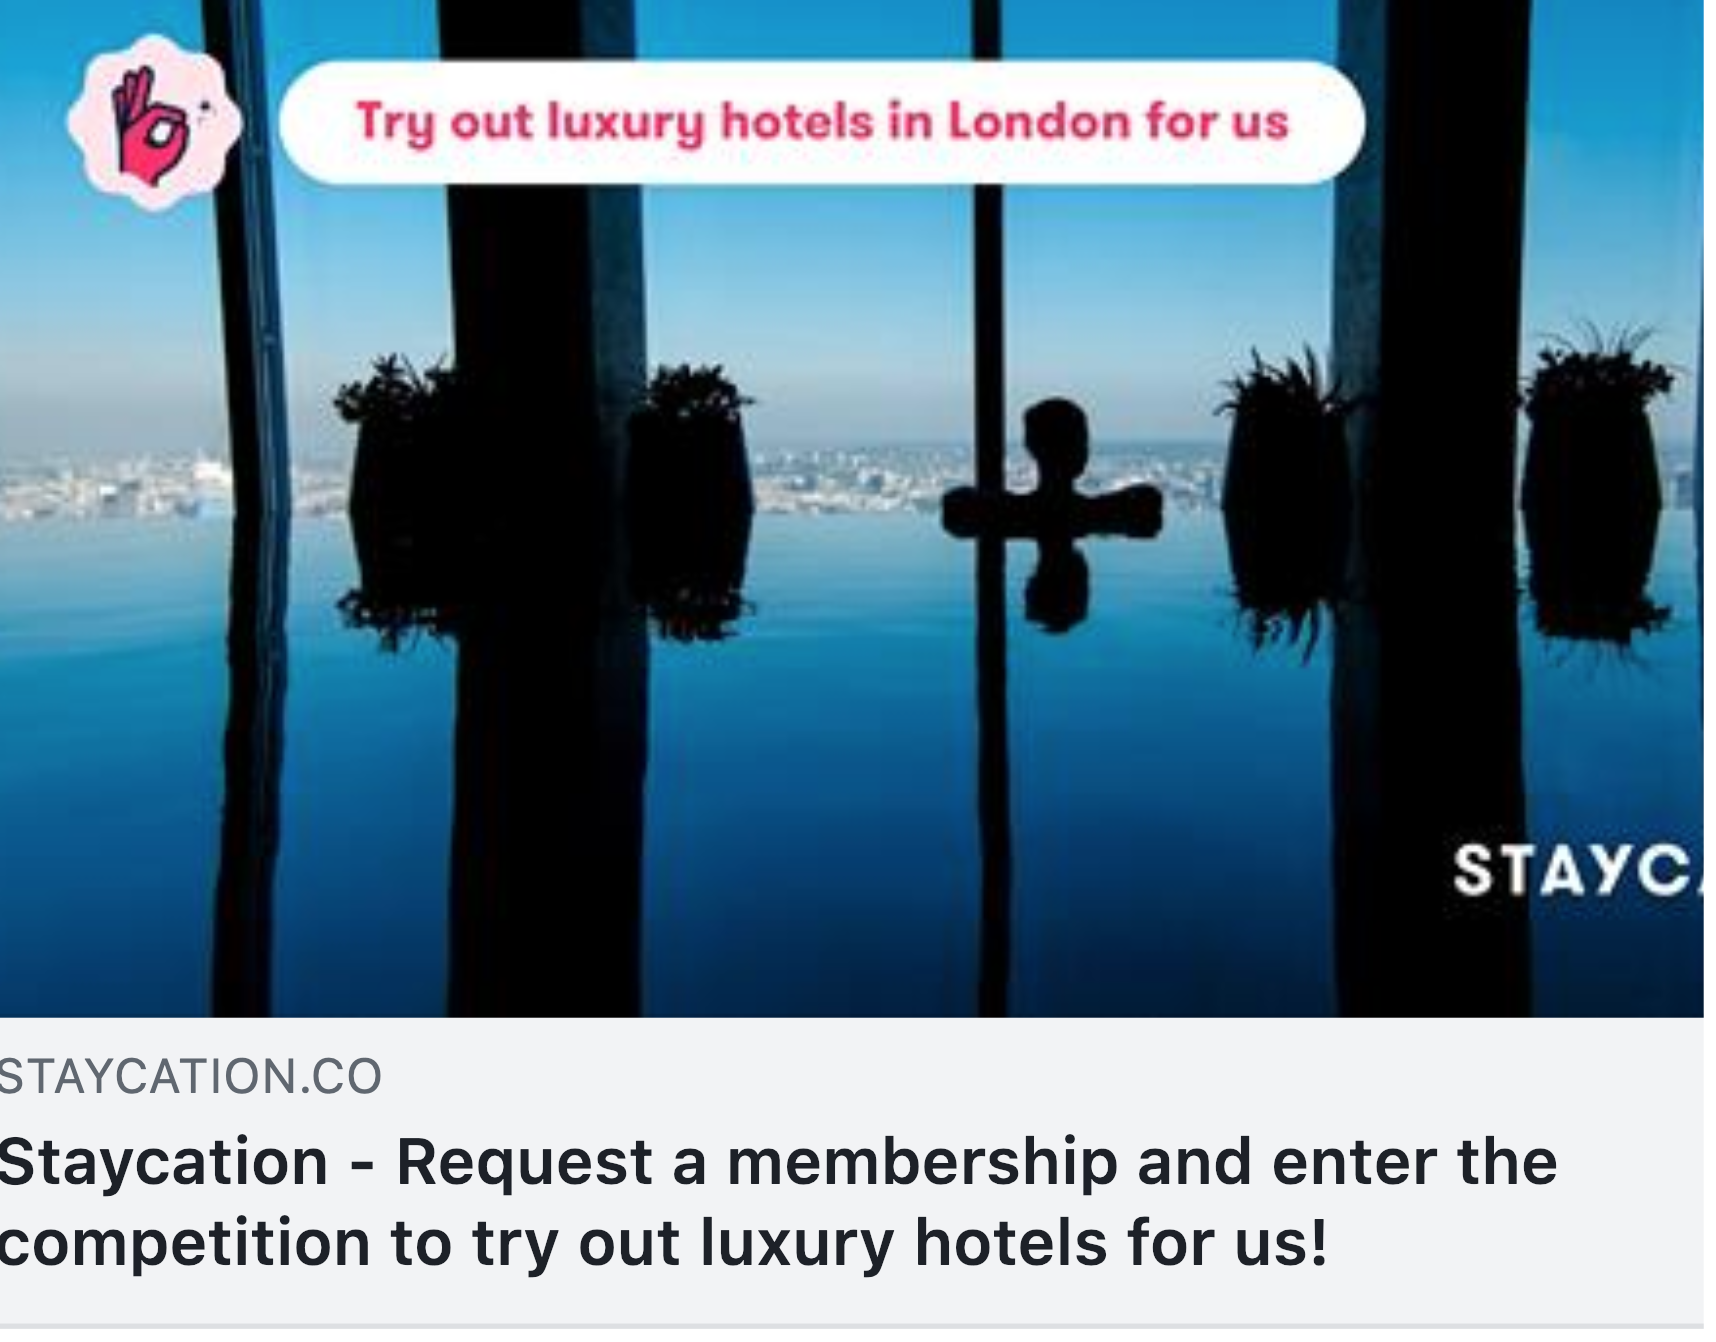 Try out luxury hotels in London for us
STAYC
STAYCATION.CO
Staycation - Request a membership and enter the
competition to try out luxury hotels for us!